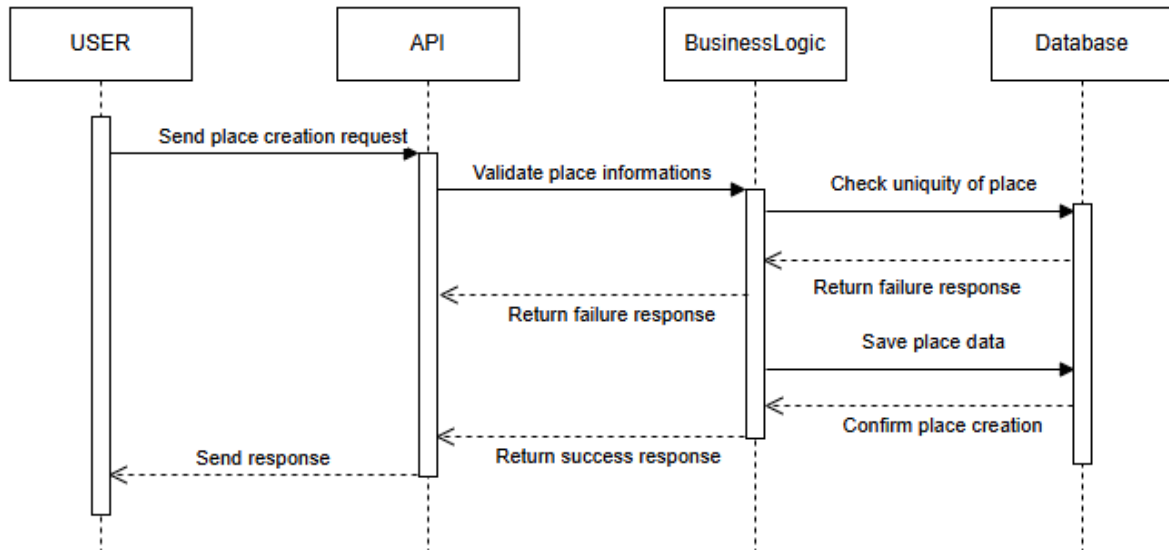 USER
API
BusinessLogic
Database
Send place creation request
Validate place informations
Check uniquity of place
Return failure response
Return failure response
Save place data
Confirm place creation
Return success response
Send response